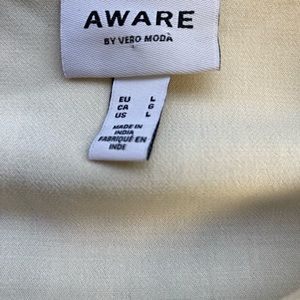 AWARE
BY VERO MODA
EU L
CA G
US L
MADE IN
INDIA
FABRIQUÉ EN
INDE